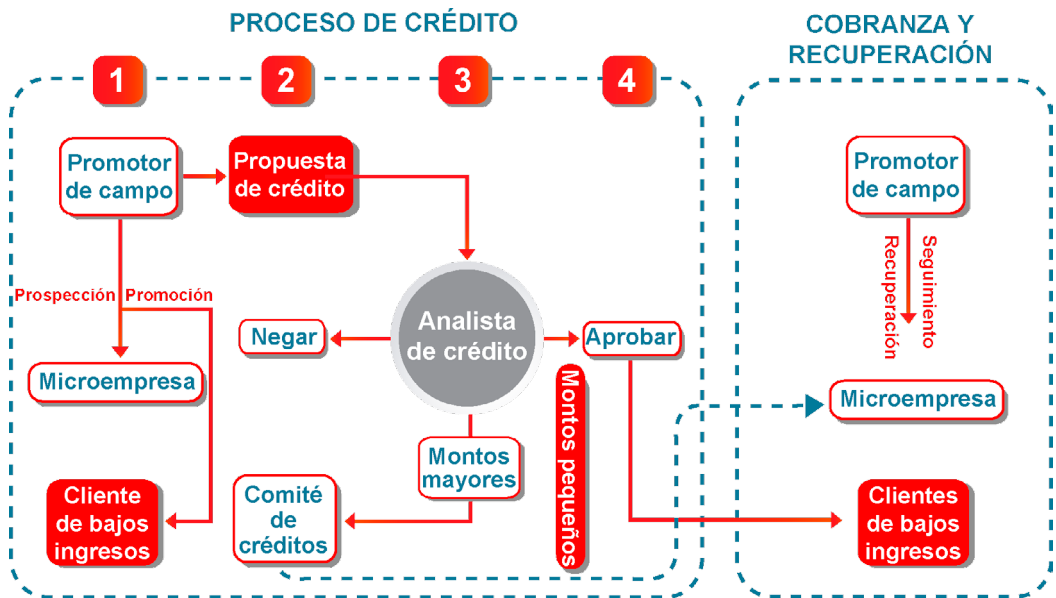 PROCESO DE CRÉDITO
COBRANZA Y
RECUPERACIÓN
1
2
3
4
Promotor
de campo
Propuesta
de crédito
Prospección
Promoción
Microempresa
Cliente
de bajos
ingresos
Negar
Analista
de crédito
Aprobar
Montos
mayores
Comité
de
créditos
Montos pequeños
Promotor
de campo
Recuperación
Seguimiento
Microempresa
Clientes
de bajos
ingresos